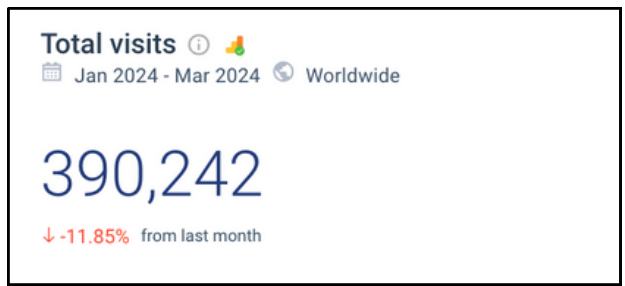 Total visits
Jan 2024 - Mar 2024 Worldwide
390,242
↓ -11.85% from last month